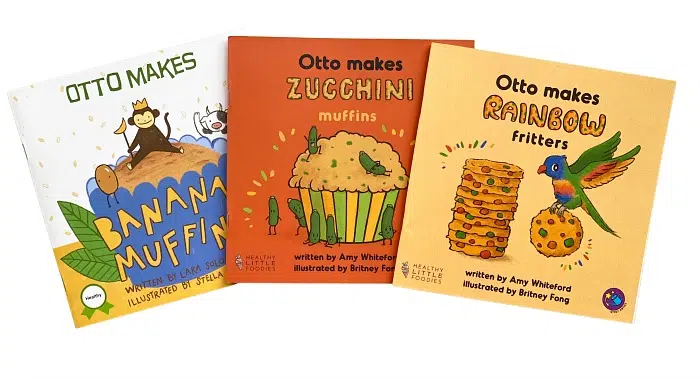 OTTO MAKES
BANANA
MUFFIN
WRITTEN BY LARA
ILLUSTRATED BY STELLA
Healthy
Otto makes
ZUCCHINI
muffins
written by Amy Whiteford
illustrated by Britney Fong
HEALTHY
LITTLE
FOODIES
Otto makes
RAINBOW
fritters
written by Amy Whiteford
illustrated by Britney Fong
HEALTHY
LITTLE
FOODIES